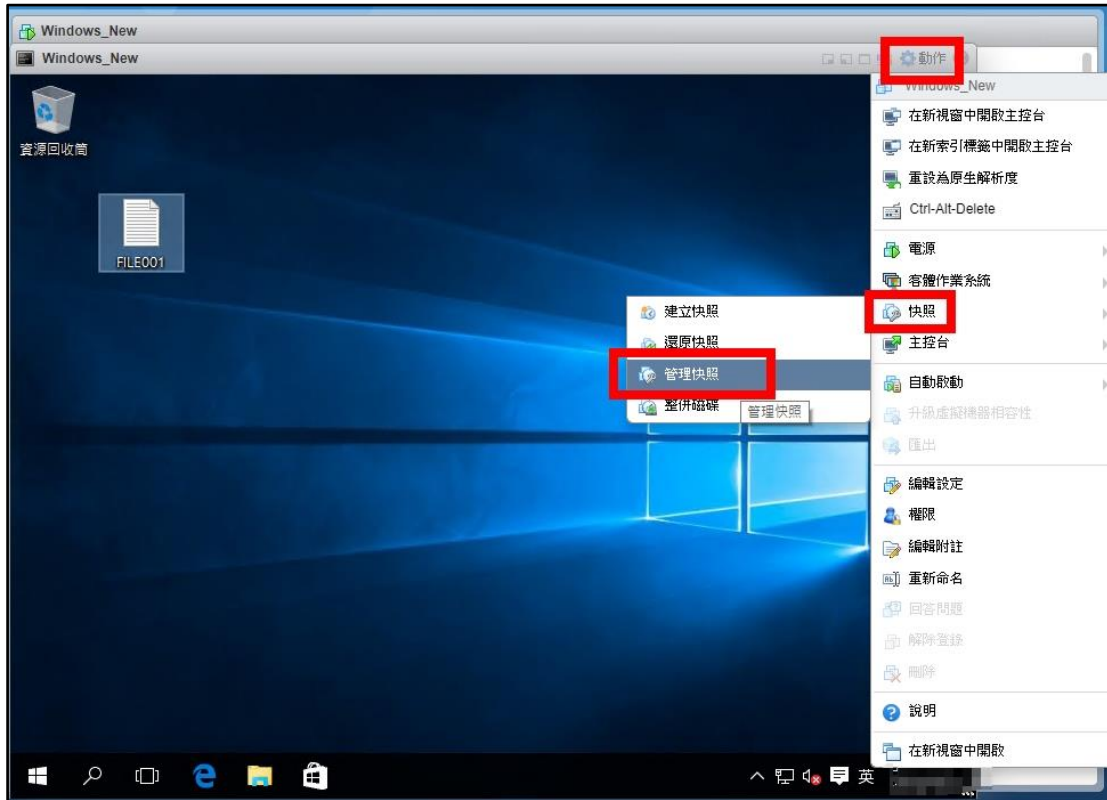 Windows_New
Windows_New
動作
Windows_New
資源回收筒
FILE001
在新視窗中開啟主控台
在新索引標籤中開啟主控台
重設為原生解析度
Ctrl-Alt-Delete
電源
客體作業系統
快照
主控台
自動啟動
升級虛擬機器相容性
匯出
編輯設定
權限
編輯附註
重新命名
回答問題
解除登錄
刪除
說明
在新視窗中開啟
建立快照
還原快照
管理快照
整併磁碟
管理快照
英